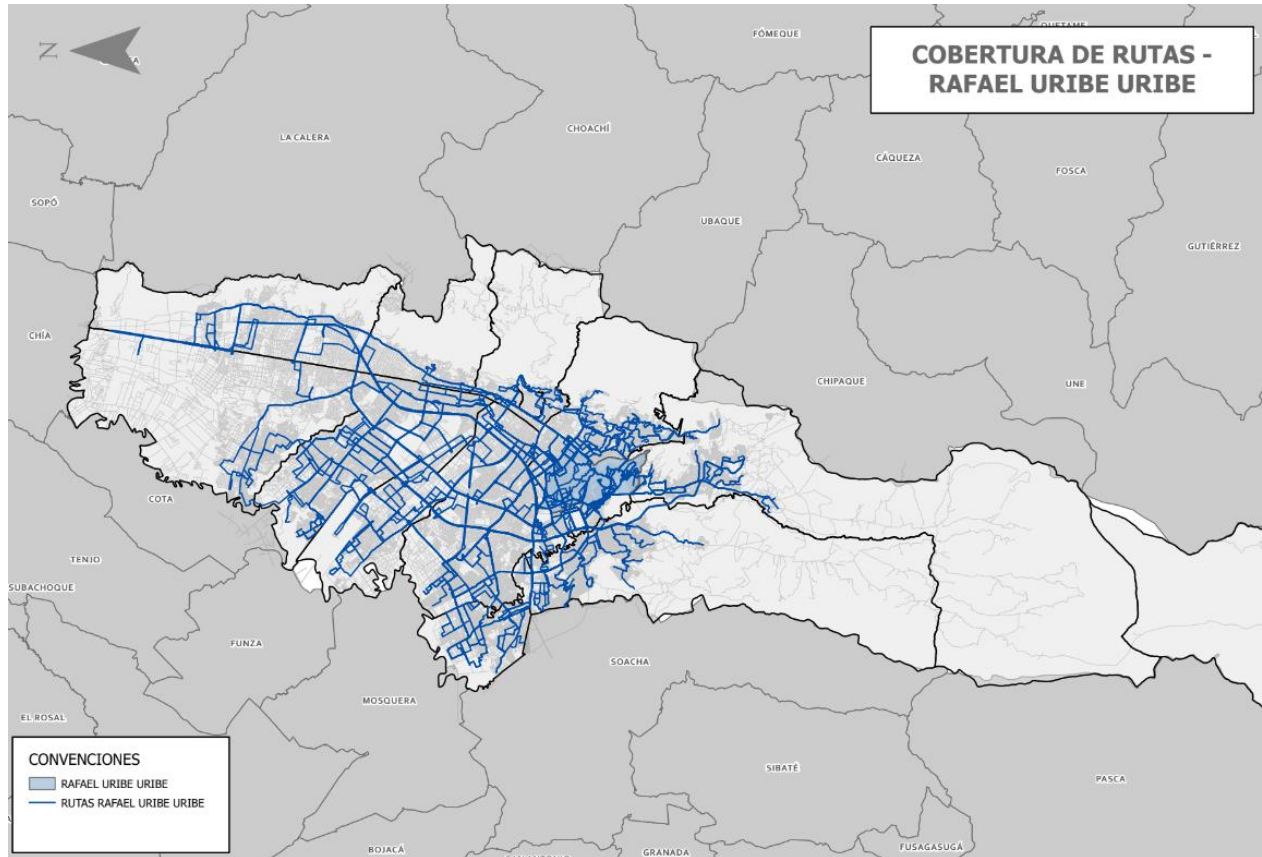 QUETAME
FÓMEQUE
N
COBERTURA DE RUTAS -
RAFAEL URIBE URIBE
LA CALERA
CHOACHÍ
CÁQUEZA
FOSCA
SOPÓ
UBAQUE
GUTIÉRREZ
CHÍA
CHIPAQUE
UNE
COTA
TENJO
SUBACHOQUE
FUNZA
SOACHA
MOSQUERA
EL ROSAL
CONVENCIONES
RAFAEL URIBE URIBE
RUTAS RAFAEL URIBE URIBE
SIBATÉ
PASCA
BOJACÁ
GRANADA
FUSAGASUGÁ